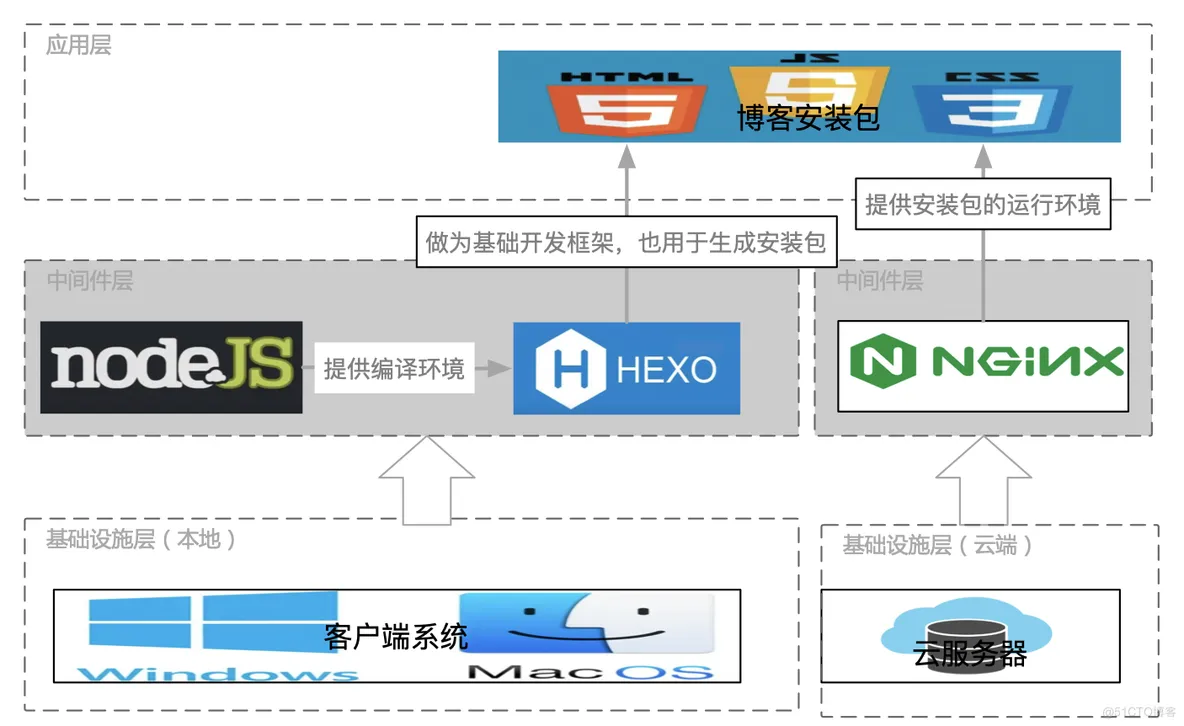 应用层
HTML
JS
CSS
博客安装包
提供安装包的运行环境
做为基础开发框架，也用于生成安装包
中间件层
中间件层
nodeJS
提供编译环境
HEXO
NGINX
基础设施层（本地）
基础设施层（云端）
客户端系统
云服务器
Windows
Mac OS
@51CTO博客